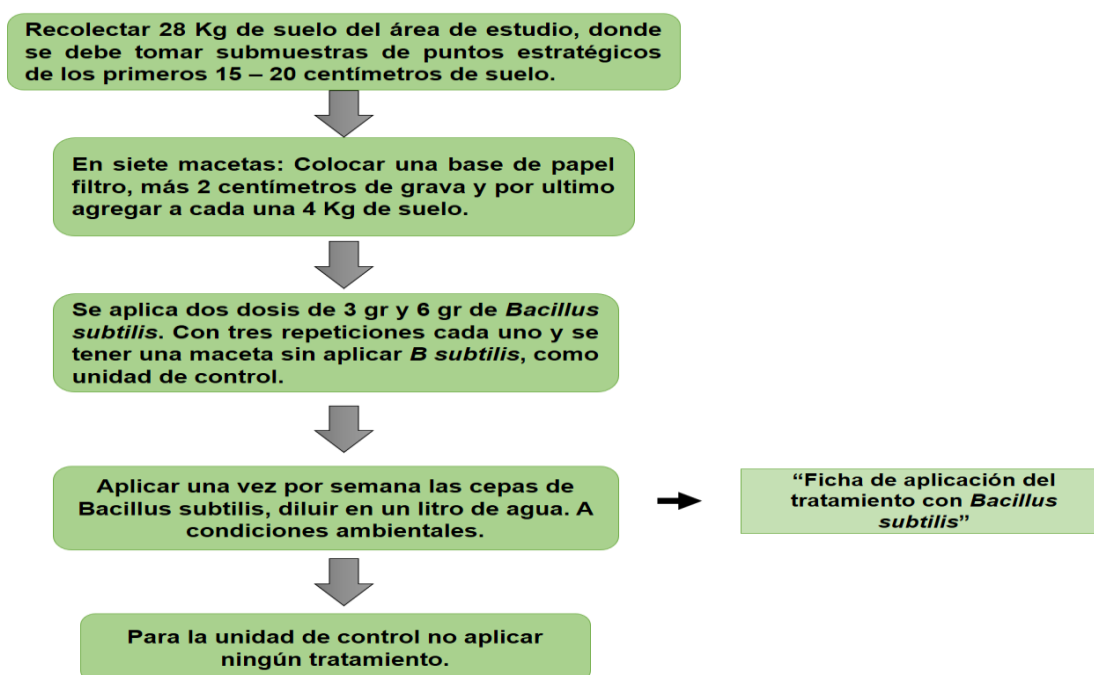 Recolectar 28 Kg de suelo del área de estudio, donde
se debe tomar submuestras de puntos estratégicos
de los primeros 15 – 20 centímetros de suelo.
En siete macetas: Colocar una base de papel
filtro, más 2 centímetros de grava y por ultimo
agregar a cada una 4 Kg de suelo.
Se aplica dos dosis de 3 gr y 6 gr de Bacillus
subtilis. Con tres repeticiones cada uno y se
tener una maceta sin aplicar B subtilis, como
unidad de control.
Aplicar una vez por semana las cepas de
Bacillus subtilis, diluir en un litro de agua. A
condiciones ambientales.
“Ficha de aplicación del
tratamiento con Bacillus
subtilis”
Para la unidad de control no aplicar
ningún tratamiento.